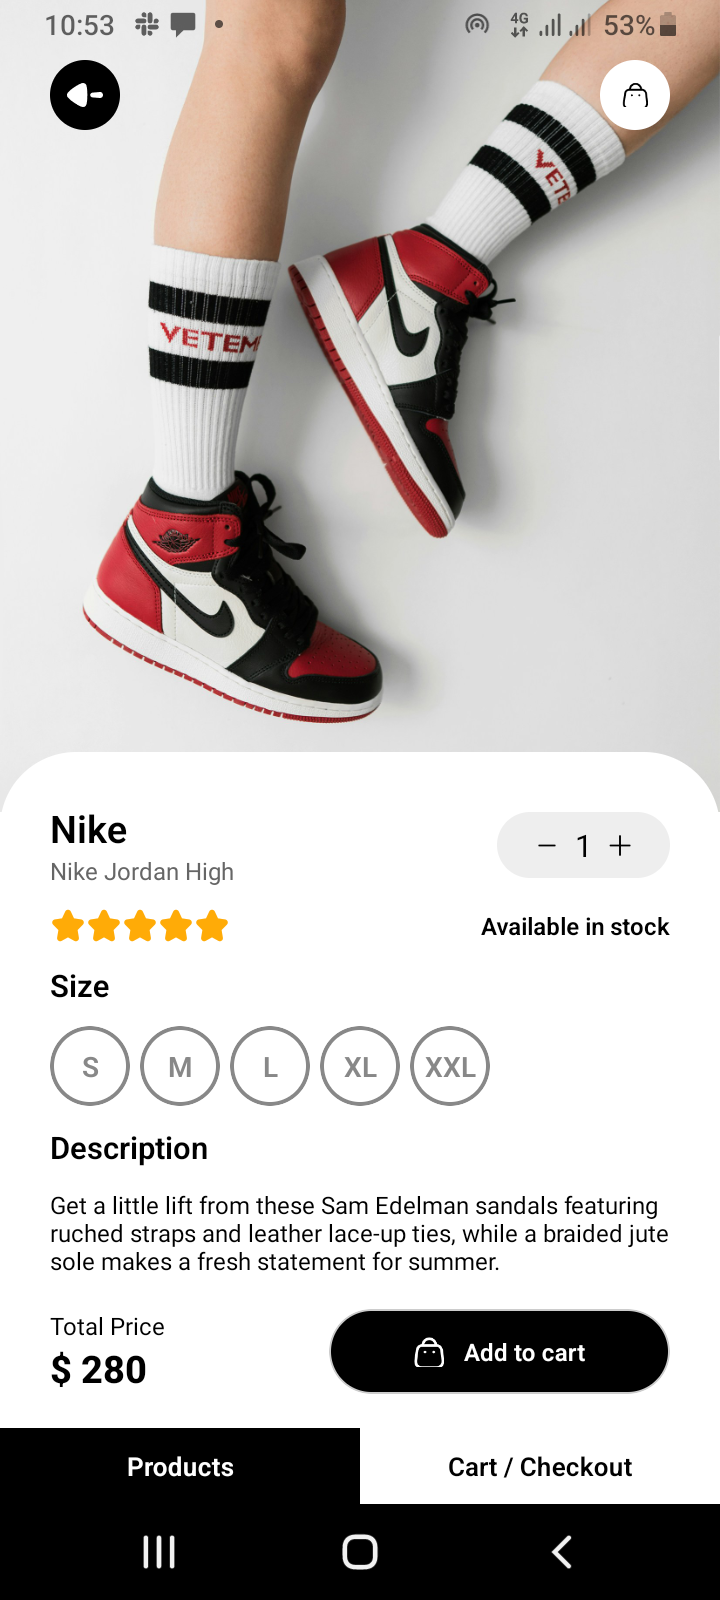 10:53 4G 53%
VETE
VETEM
Nike
− 1 +
Nike Jordan High
Available in stock
Size
S M L XL XXL
Description
Get a little lift from these Sam Edelman sandals featuring
ruched straps and leather lace-up ties, while a braided jute
sole makes a fresh statement for summer.
Total Price
$ 280
Add to cart
Products Cart / Checkout